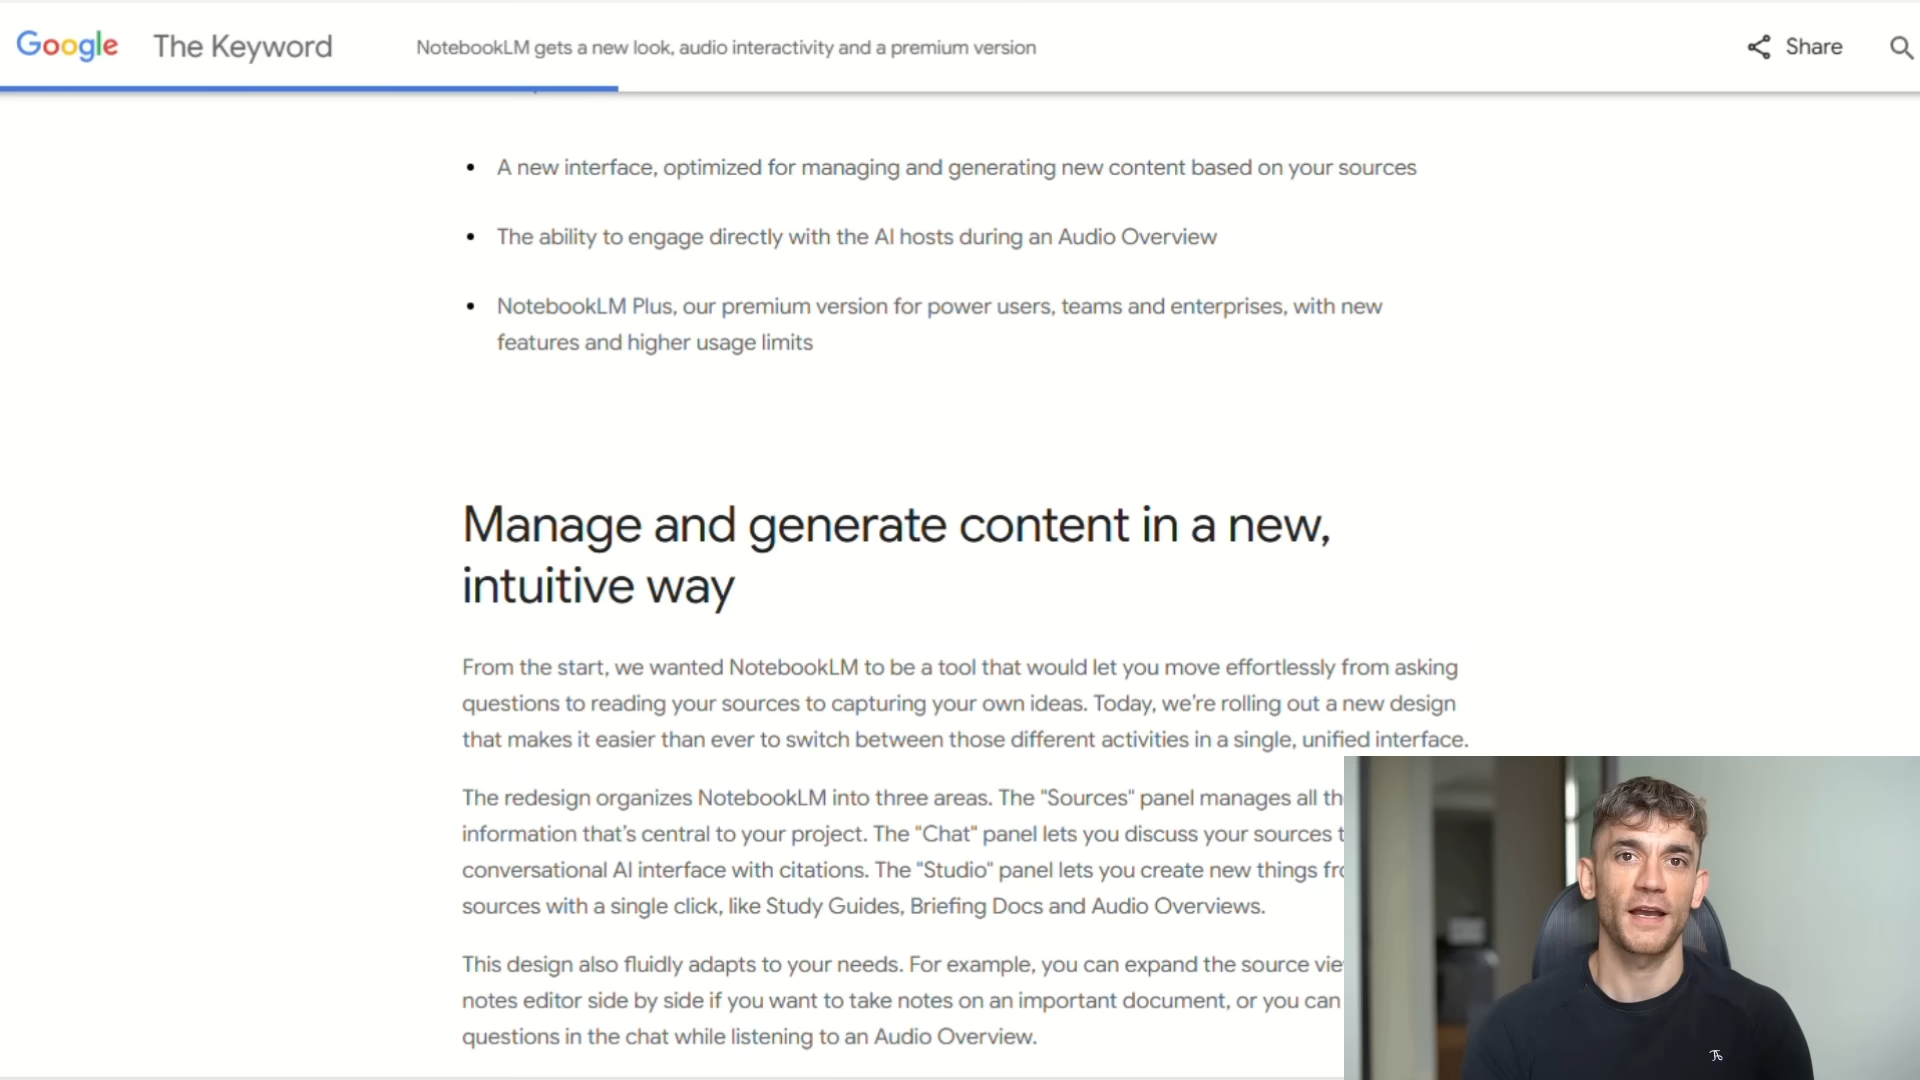 Google The Keyword NotebookLM gets a new look, audio interactivity and a premium version Share
• A new interface, optimized for managing and generating new content based on your sources
• The ability to engage directly with the AI hosts during an Audio Overview
• NotebookLM Plus, our premium version for power users, teams and enterprises, with new
features and higher usage limits
Manage and generate content in a new,
intuitive way
From the start, we wanted NotebookLM to be a tool that would let you move effortlessly from asking
questions to reading your sources to capturing your own ideas. Today, we’re rolling out a new design
that makes it easier than ever to switch between those different activities in a single, unified interface.
The redesign organizes NotebookLM into three areas. The "Sources" panel manages all
information that’s central to your project. The "Chat" panel lets you discuss your sources
conversational AI interface with citations. The "Studio" panel lets you create new things
sources with a single click, like Study Guides, Briefing Docs and Audio Overviews.
This design also fluidly adapts to your needs. For example, you can expand the source
notes editor side by side if you want to take notes on an important document, or you can
questions in the chat while listening to an Audio Overview.